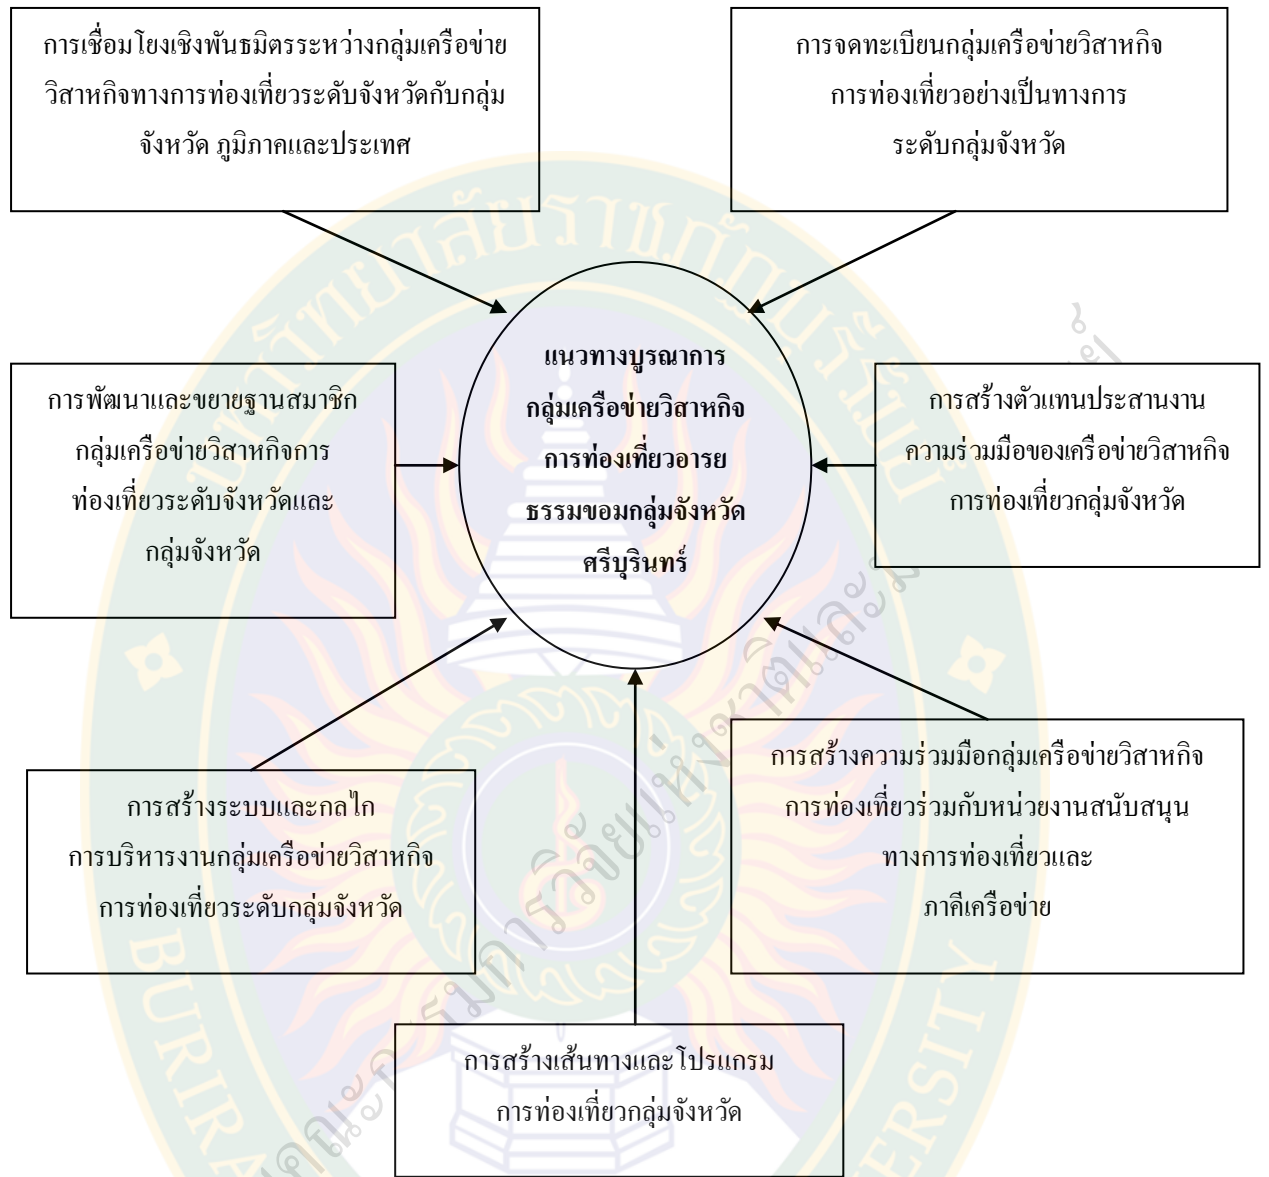 การเชื่อมโยงเชิงพันธมิตรระหว่างกลุ่มเครือข่าย
วิสาหกิจทางการท่องเที่ยวระดับจังหวัดกับกลุ่ม
จังหวัด ภูมิภาคและประเทศ
การจดทะเบียนกลุ่มเครือข่ายวิสาหกิจ
การท่องเที่ยวอย่างเป็นทางการ
ระดับกลุ่มจังหวัด
แนวทางบูรณาการ
กลุ่มเครือข่ายวิสาหกิจ
การท่องเที่ยวอารย
ธรรมขอมกลุ่มจังหวัด
ศรีบุรินทร์
การพัฒนาและขยายฐานสมาชิก
กลุ่มเครือข่ายวิสาหกิจการ
ท่องเที่ยวระดับจังหวัดและ
กลุ่มจังหวัด
การสร้างตัวแทนประสานงาน
ความร่วมมือของเครือข่ายวิสาหกิจ
การท่องเที่ยวกลุ่มจังหวัด
การสร้างระบบและกลไก
การบริหารงานกลุ่มเครือข่ายวิสาหกิจ
การท่องเที่ยวระดับกลุ่มจังหวัด
การสร้างความร่วมมือกลุ่มเครือข่ายวิสาหกิจ
การท่องเที่ยวร่วมกับหน่วยงานสนับสนุน
ทางการท่องเที่ยวและ
ภาคีเครือข่าย
การสร้างเส้นทางและโปรแกรม
การท่องเที่ยวกลุ่มจังหวัด
มหาวิทยาลัยราชภัฏบุรีรัมย์